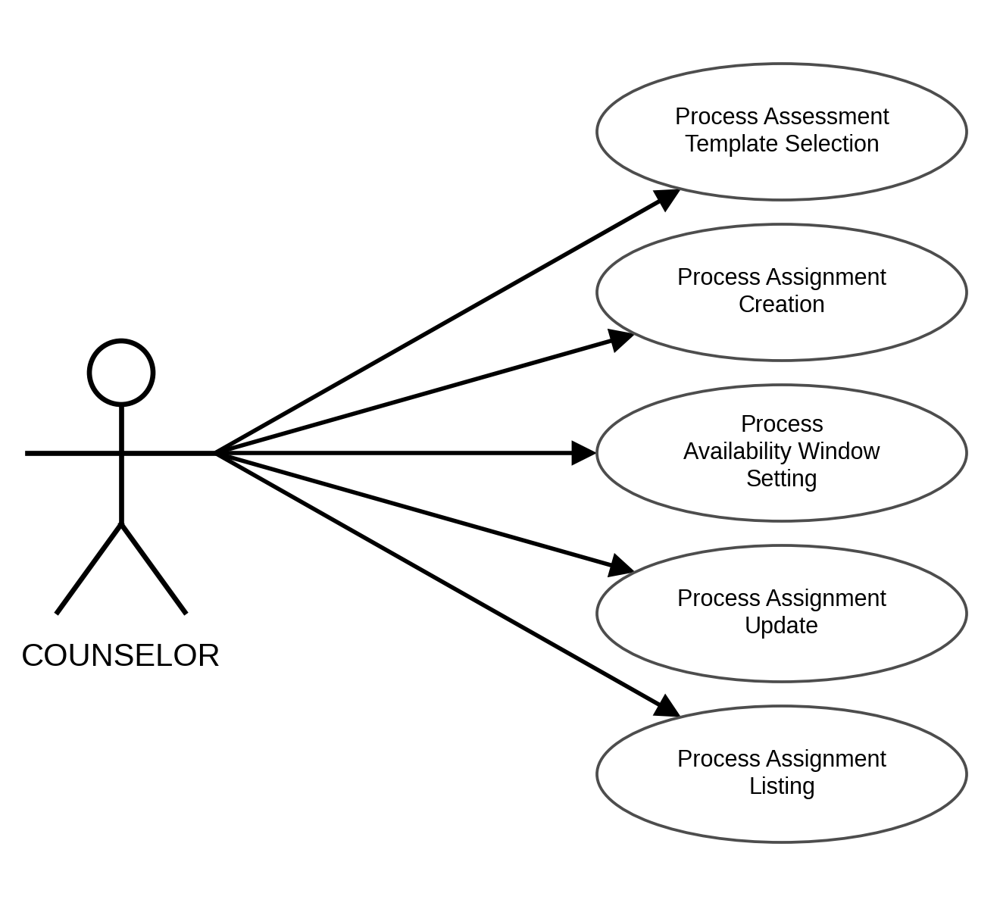 Process Assessment
Template Selection
Process Assignment
Creation
Process
Availability Window
Setting
Process Assignment
Update
COUNSELOR
Process Assignment
Listing